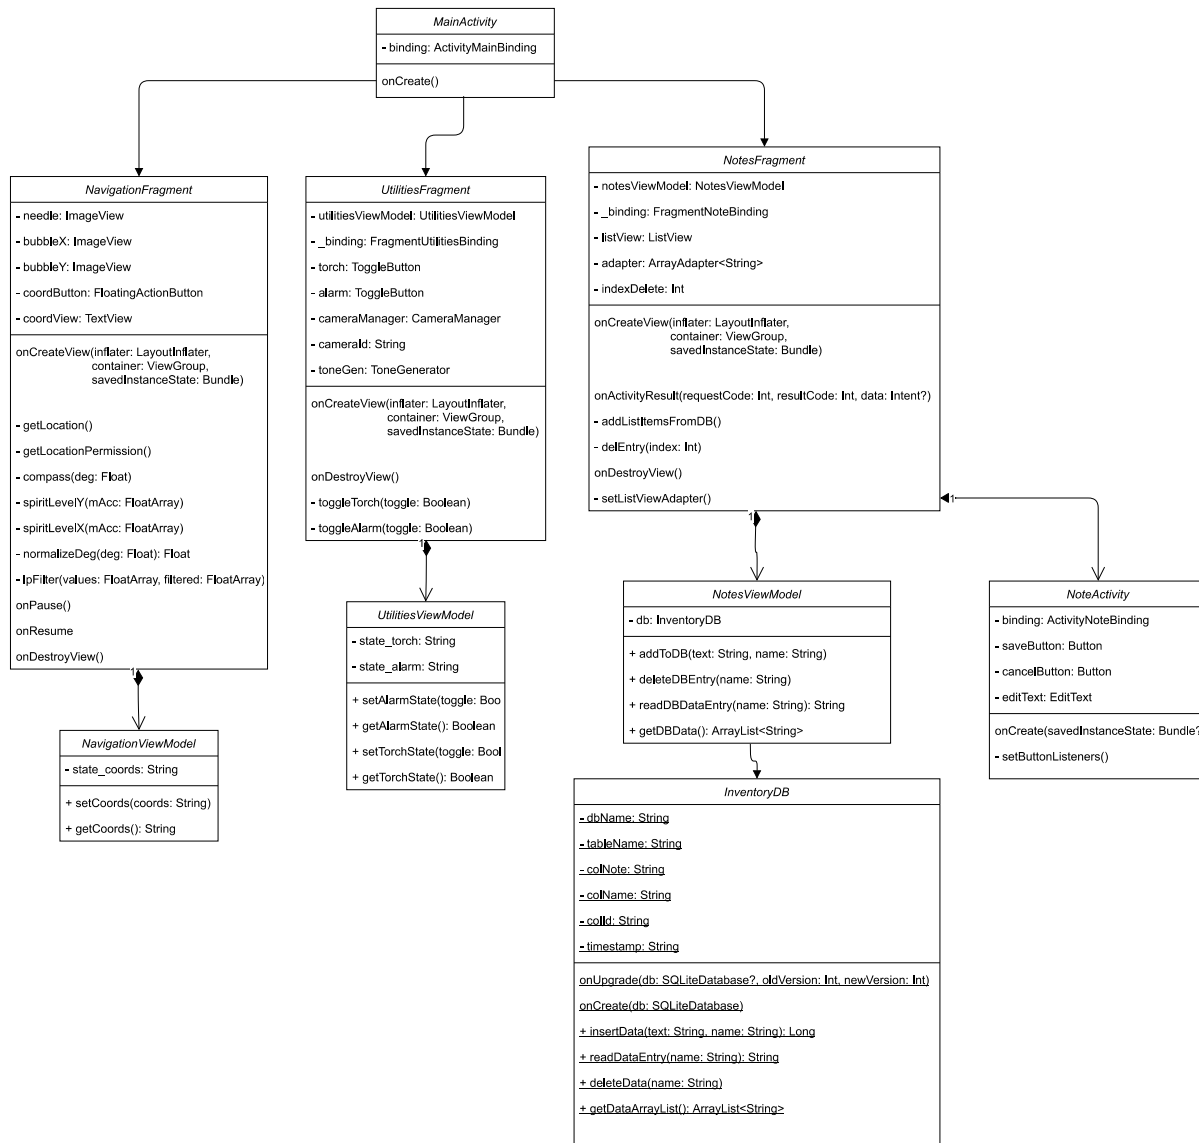 MainActivity
- binding: ActivityMainBinding
onCreate()
NavigationFragment
- needle: ImageView
- bubbleX: ImageView
- bubbleY: ImageView
- coordButton: FloatingActionButton
- coordView: TextView
onCreateView(inflater: LayoutInflater,
container: ViewGroup,
savedInstanceState: Bundle)
- getLocation()
- getLocationPermission()
- compass(deg: Float)
- spiritLevelY(mAcc: FloatArray)
- spiritLevelX(mAcc: FloatArray)
- normalizeDeg(deg: Float): Float
- lpFilter(values: FloatArray, filtered: FloatArray)
onPause()
onResume
onDestroyView()
1
NavigationViewModel
- state_coords: String
+ setCoords(coords: String)
+ getCoords(): String
UtilitiesFragment
- utilitiesViewModel: UtilitiesViewModel
- _binding: FragmentUtilitiesBinding
- torch: ToggleButton
- alarm: ToggleButton
- cameraManager: CameraManager
- cameraId: String
- toneGen: ToneGenerator
onCreateView(inflater: LayoutInflater,
container: ViewGroup,
savedInstanceState: Bundle)
onDestroyView()
- toggleTorch(toggle: Boolean)
- toggleAlarm(toggle: Boolean)
1
UtilitiesViewModel
- state_torch: String
- state_alarm: String
+ setAlarmState(toggle: Boo
+ getAlarmState(): Boolean
+ setTorchState(toggle: Bool
+ getTorchState(): Boolean
NotesFragment
- notesViewModel: NotesViewModel
- _binding: FragmentNoteBinding
- listView: ListView
- adapter: ArrayAdapter<String>
- indexDelete: Int
onCreateView(inflater: LayoutInflater,
container: ViewGroup,
savedInstanceState: Bundle)
onActivityResult(requestCode: Int, resultCode: Int, data: Intent?)
- addListItemsFromDB()
- delEntry(index: Int)
onDestroyView()
- setListViewAdapter()
1
1
NotesViewModel
- db: InventoryDB
+ addToDB(text: String, name: String)
+ deleteDBEntry(name: String)
+ readDBDataEntry(name: String): String
+ getDBData(): ArrayList<String>
NoteActivity
- binding: ActivityNoteBinding
- saveButton: Button
- cancelButton: Button
- editText: EditText
onCreate(savedInstanceState: Bundle?
- setButtonListeners()
InventoryDB
- dbName: String
- tableName: String
- colNote: String
- colName: String
- colId: String
- timestamp: String
onUpgrade(db: SQLiteDatabase?, oldVersion: Int, newVersion: Int)
onCreate(db: SQLiteDatabase)
+ insertData(text: String, name: String): Long
+ readDataEntry(name: String): String
+ deleteData(name: String)
+ getDataArrayList(): ArrayList<String>